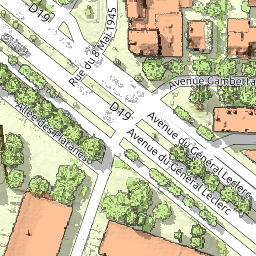 D19
Rue du 8 Mai 1945
Avenue Gambetta
D19
Allée des Platanes
Avenue du Général Leclerc
Avenue du Général Leclerc